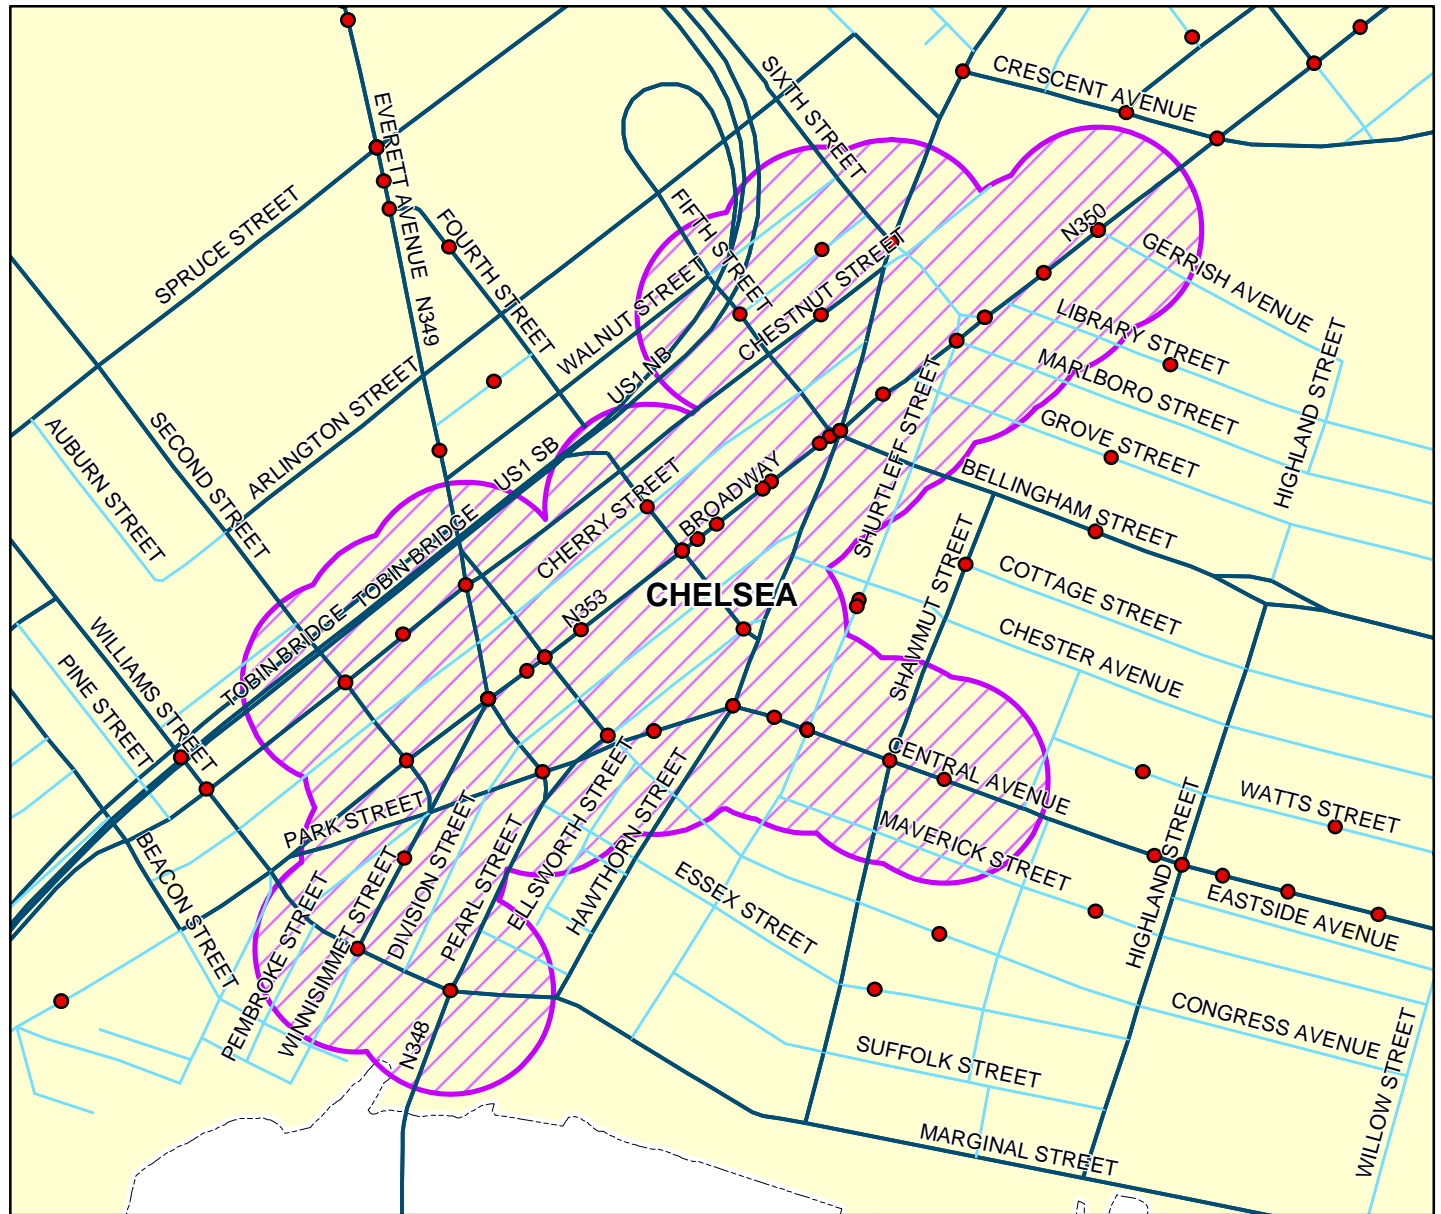 SIXTH STREET
CRESCENT AVENUE
EVERETT AVENUE
N349
SPRUCE STREET
FOURTH STREET
FIFTH STREET
N350
GERRISH AVENUE
WALNUT STREET
CHESTNUT STREET
LIBRARY STREET
MARLBORO STREET
HIGHLAND STREET
US1 NB
ARLINGTON STREET
AUBURN STREET
SECOND STREET
US1 SB
GROVE STREET
SHURTLEFF STREET
BELLINGHAM STREET
CHERRY STREET
BROADWAY
TOBIN BRIDGE
TOBIN BRIDGE
N353
CHELSEA
SHAWMUT STREET
COTTAGE STREET
CHESTER AVENUE
WILLIAMS STREET
PINE STREET
CENTRAL AVENUE
WATTS STREET
PARK STREET
BEACON STREET
DIVISION STREET
PEARL STREET
ELLSWORTH STREET
HAWTHORN STREET
MAVERICK STREET
HIGHLAND STREET
EASTSIDE AVENUE
ESSEX STREET
PEMBROKE STREET
WINNISIMMET STREET
N348
CONGRESS AVENUE
SUFFOLK STREET
WILLOW STREET
MARGINAL STREET